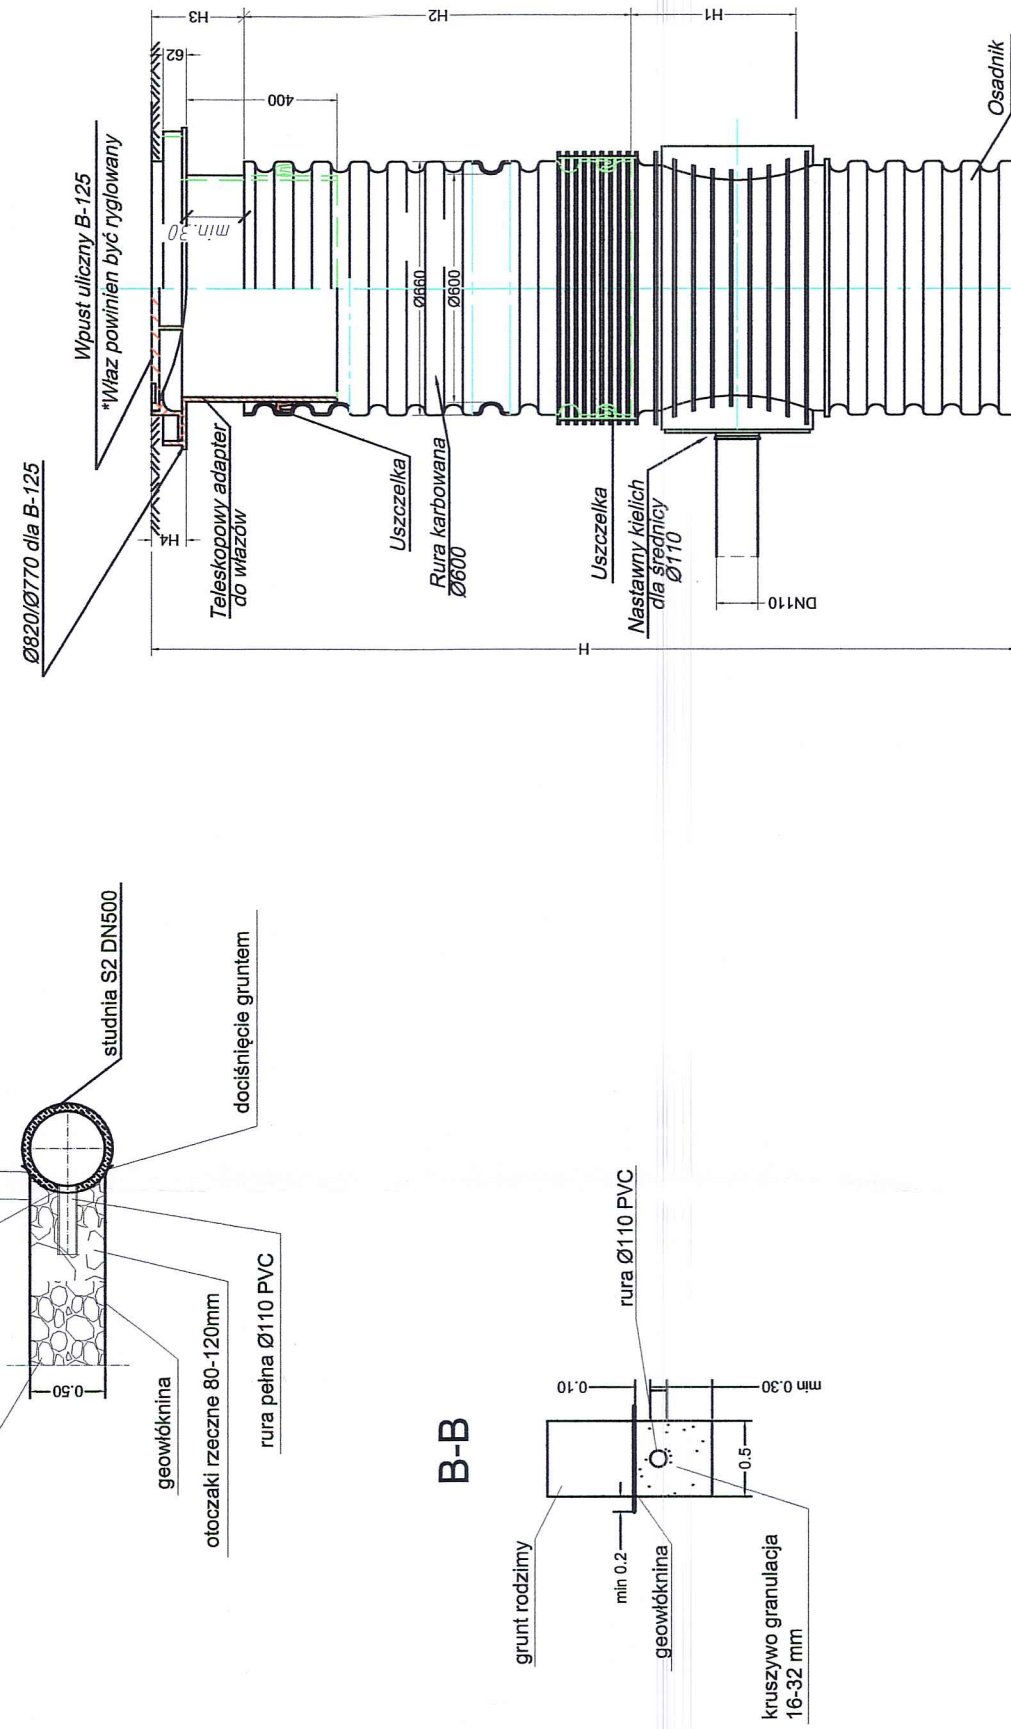 Wpust uliczny B-125
*Właz powinien być ryglowany
Ø820/Ø770 dla B-125
H3
H2
H1
62
400
min.30
H4
Teleskopowy adapter
do włazów
Uszczelka
Ø660
Ø600
Rura karbowana
Ø600
Uszczelka
Nastawny kielich
dla średnicy
Ø110
DN110
H
Osadnik
studnia S2 DN500
dociśnięcie gruntem
0.50
geowłóknina
otoczaki rzeczne 80-120mm
rura pełna Ø110 PVC
B-B
rura Ø110 PVC
0.10
min 0.30
0.5
grunt rodzimy
min 0.2
geowłóknina
kruszywo granulacja
16-32 mm